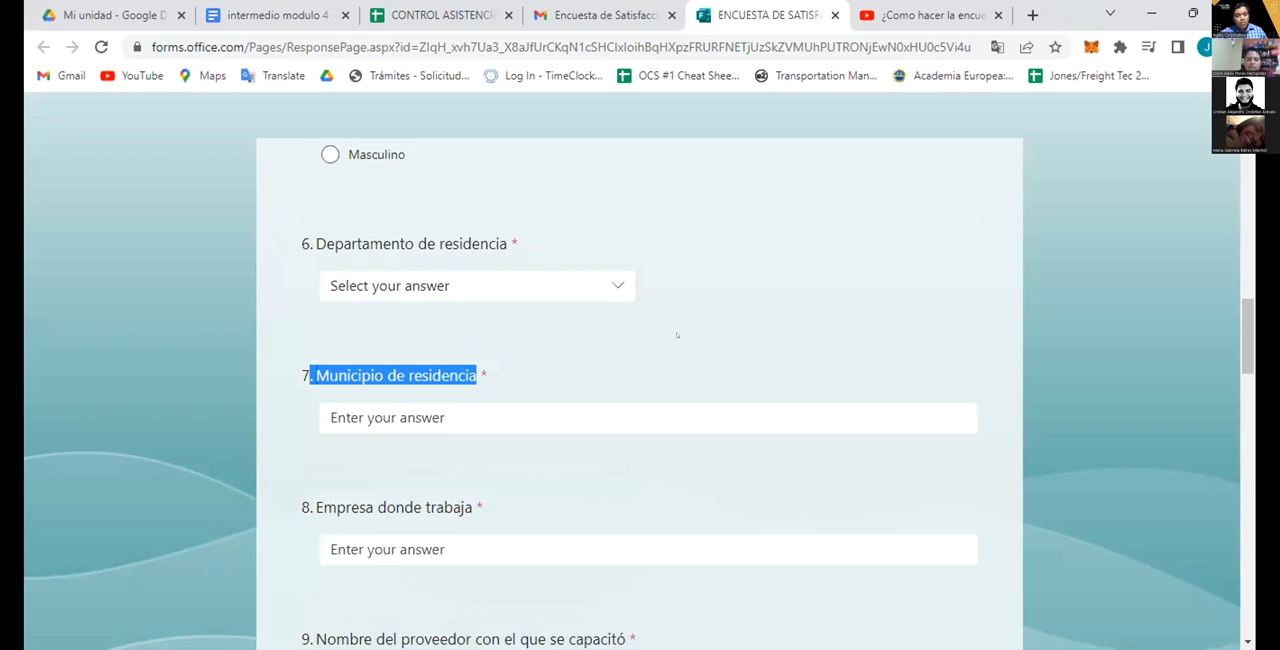 Mi unidad - Google D
intermedio modulo 4
CONTROL ASISTENCI
Encuesta de Satisfacc
ENCUESTA DE SATISF
¿Como hacer la encue
forms.office.com/Pages/ResponsePage.aspx?id=ZIqH_xvh7Ua3_X8aJfUrCKqN1cSHCIxIoihBqHXpzFRURFNETjUzSkZVMUhPUTRONjEwN0xHU0c5Vi4u
J
Gmail
YouTube
Maps
Translate
Trámites - Solicitud...
Log In - TimeClock...
OCS #1 Cheat Shee...
Transportation Man...
Academia Europea:...
Jones/Freight Tec 2...
Masculino
6. Departamento de residencia *
Select your answer
7. Municipio de residencia *
Enter your answer
8. Empresa donde trabaja *
Enter your answer
9. Nombre del proveedor con el que se capacitó *